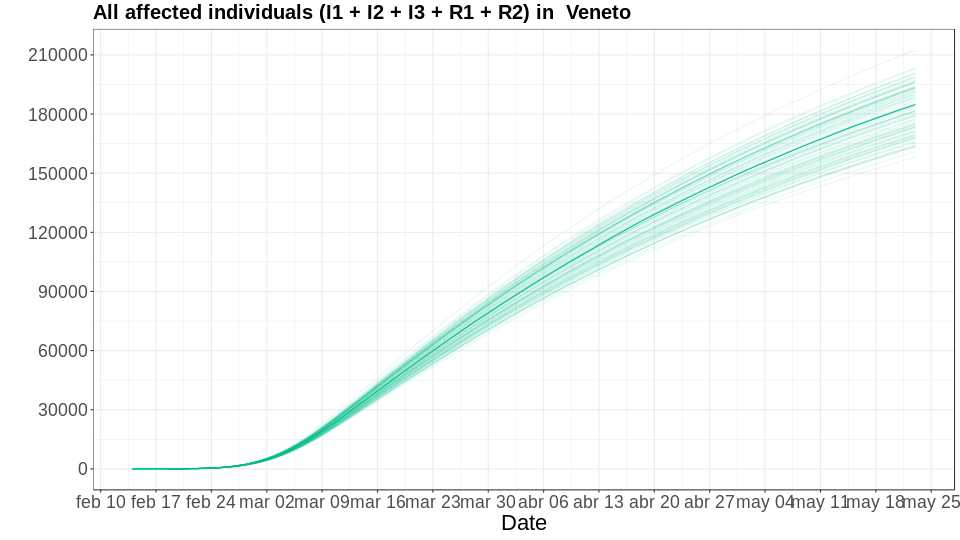 All affected individuals (I1 + I2 + I3 + R1 + R2) in  Veneto
210000
180000
150000
120000
90000
60000
30000
0
feb 10 feb 17 feb 24 mar 02 mar 09 mar 16 mar 23 mar 30 abr 06 abr 13 abr 20 abr 27 may 04 may 11 may 18 may 25
Date